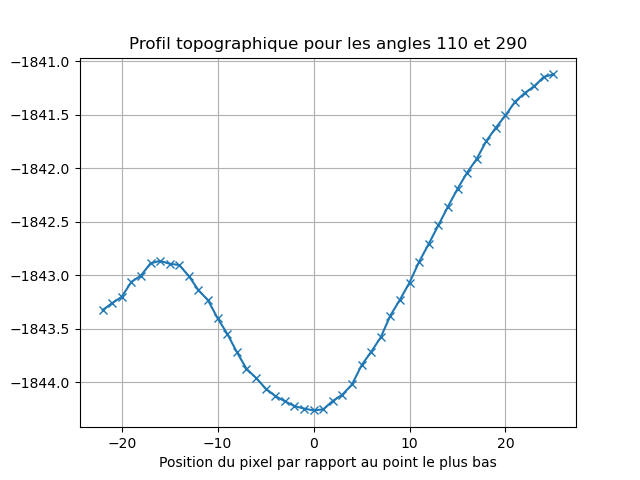 Profil topographique pour les angles 110 et 290
−1841.0
−1841.5
−1842.0
−1842.5
−1843.0
−1843.5
−1844.0
−20 −10 0 10 20
Position du pixel par rapport au point le plus bas